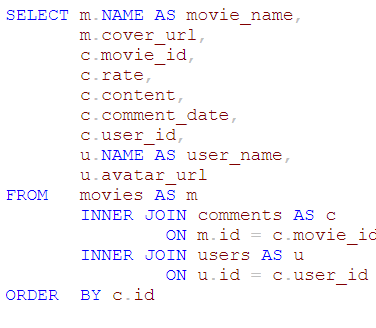 SELECT m.NAME AS movie_name,
       m.cover_url,
       c.movie_id,
       c.rate,
       c.content,
       c.comment_date,
       c.user_id,
       u.NAME AS user_name,
       u.avatar_url
FROM   movies AS m
       INNER JOIN comments AS c
               ON m.id = c.movie_id
       INNER JOIN users AS u
               ON u.id = c.user_id
ORDER  BY c.id